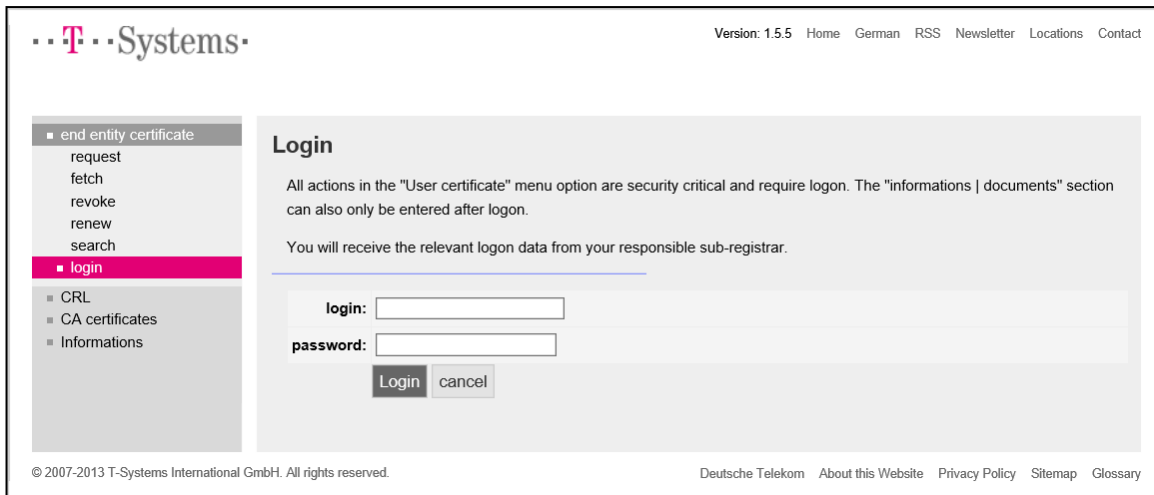 ··T··Systems·
Version: 1.5.5 Home German RSS Newsletter Locations Contact
end entity certificate
request
fetch
revoke
renew
search
login
CRL
CA certificates
Informations
Login
All actions in the "User certificate" menu option are security critical and require logon. The "informations | documents" section
can also only be entered after logon.
You will receive the relevant logon data from your responsible sub-registrar.
login:
password:
Login cancel
© 2007-2013 T-Systems International GmbH. All rights reserved.
Deutsche Telekom About this Website Privacy Policy Sitemap Glossary